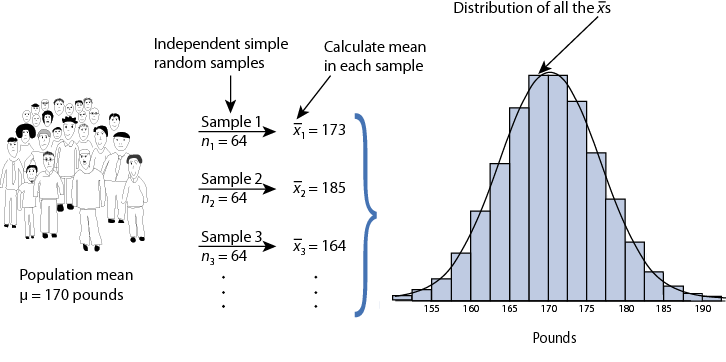 Distribution of all the x̅s
Independent simple
random samples
Calculate mean
in each sample
Sample 1
n₁ = 64
x̅₁ = 173
Sample 2
n₂ = 64
x̅₂ = 185
Sample 3
n₃ = 64
x̅₃ = 164
Population mean
μ = 170 pounds
155 160 165 170 175 180 185 190
Pounds